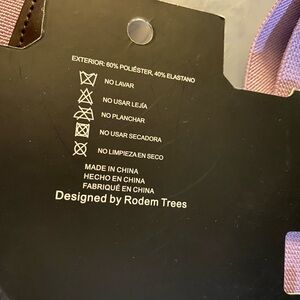 EXTERIOR: 60% POLIÉSTER, 40% ELASTANO
NO LAVAR
NO USAR LEJÍA
NO PLANCHAR
NO USAR SECADORA
NO LIMPIEZA EN SECO
MADE IN CHINA
HECHO EN CHINA
FABRIQUÉ EN CHINA
Designed by Rodem Trees